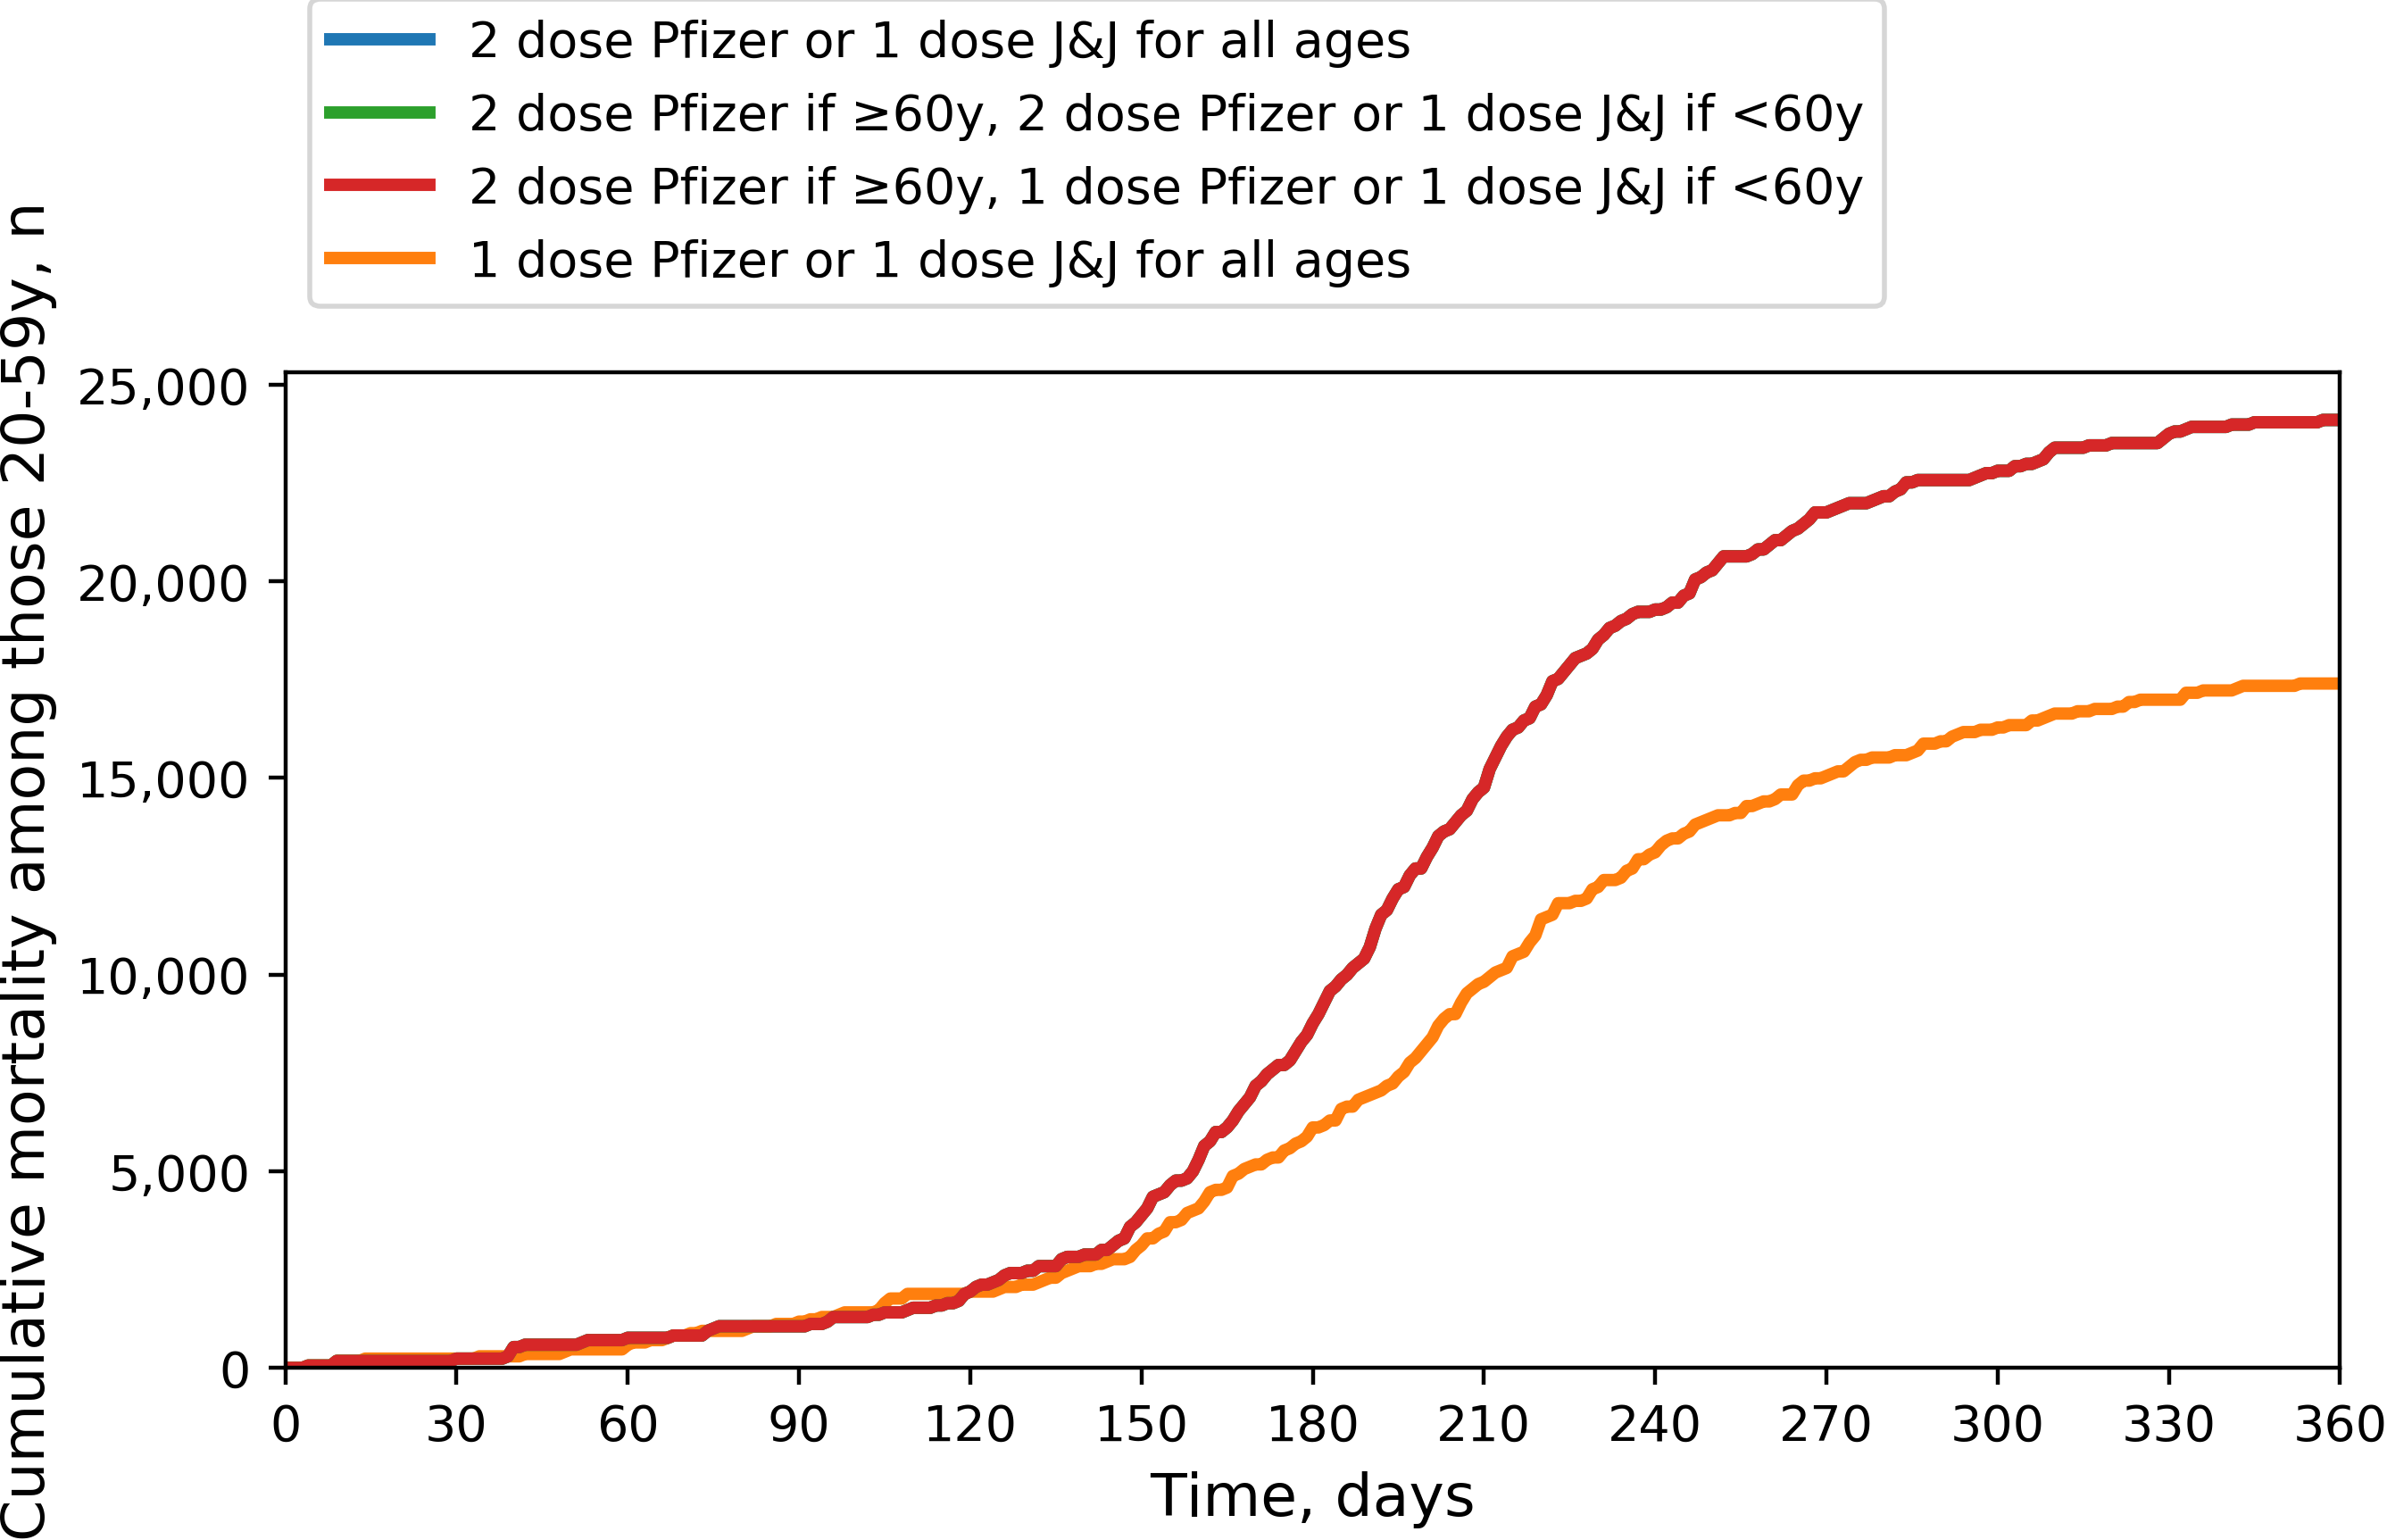 2 dose Pfizer or 1 dose J&J for all ages
2 dose Pfizer if ≥60y, 2 dose Pfizer or 1 dose J&J if <60y
2 dose Pfizer if ≥60y, 1 dose Pfizer or 1 dose J&J if <60y
1 dose Pfizer or 1 dose J&J for all ages
Cumulative mortality among those 20-59y, n
25,000
20,000
15,000
10,000
5,000
0
0 30 60 90 120 150 180 210 240 270 300 330 360
Time, days